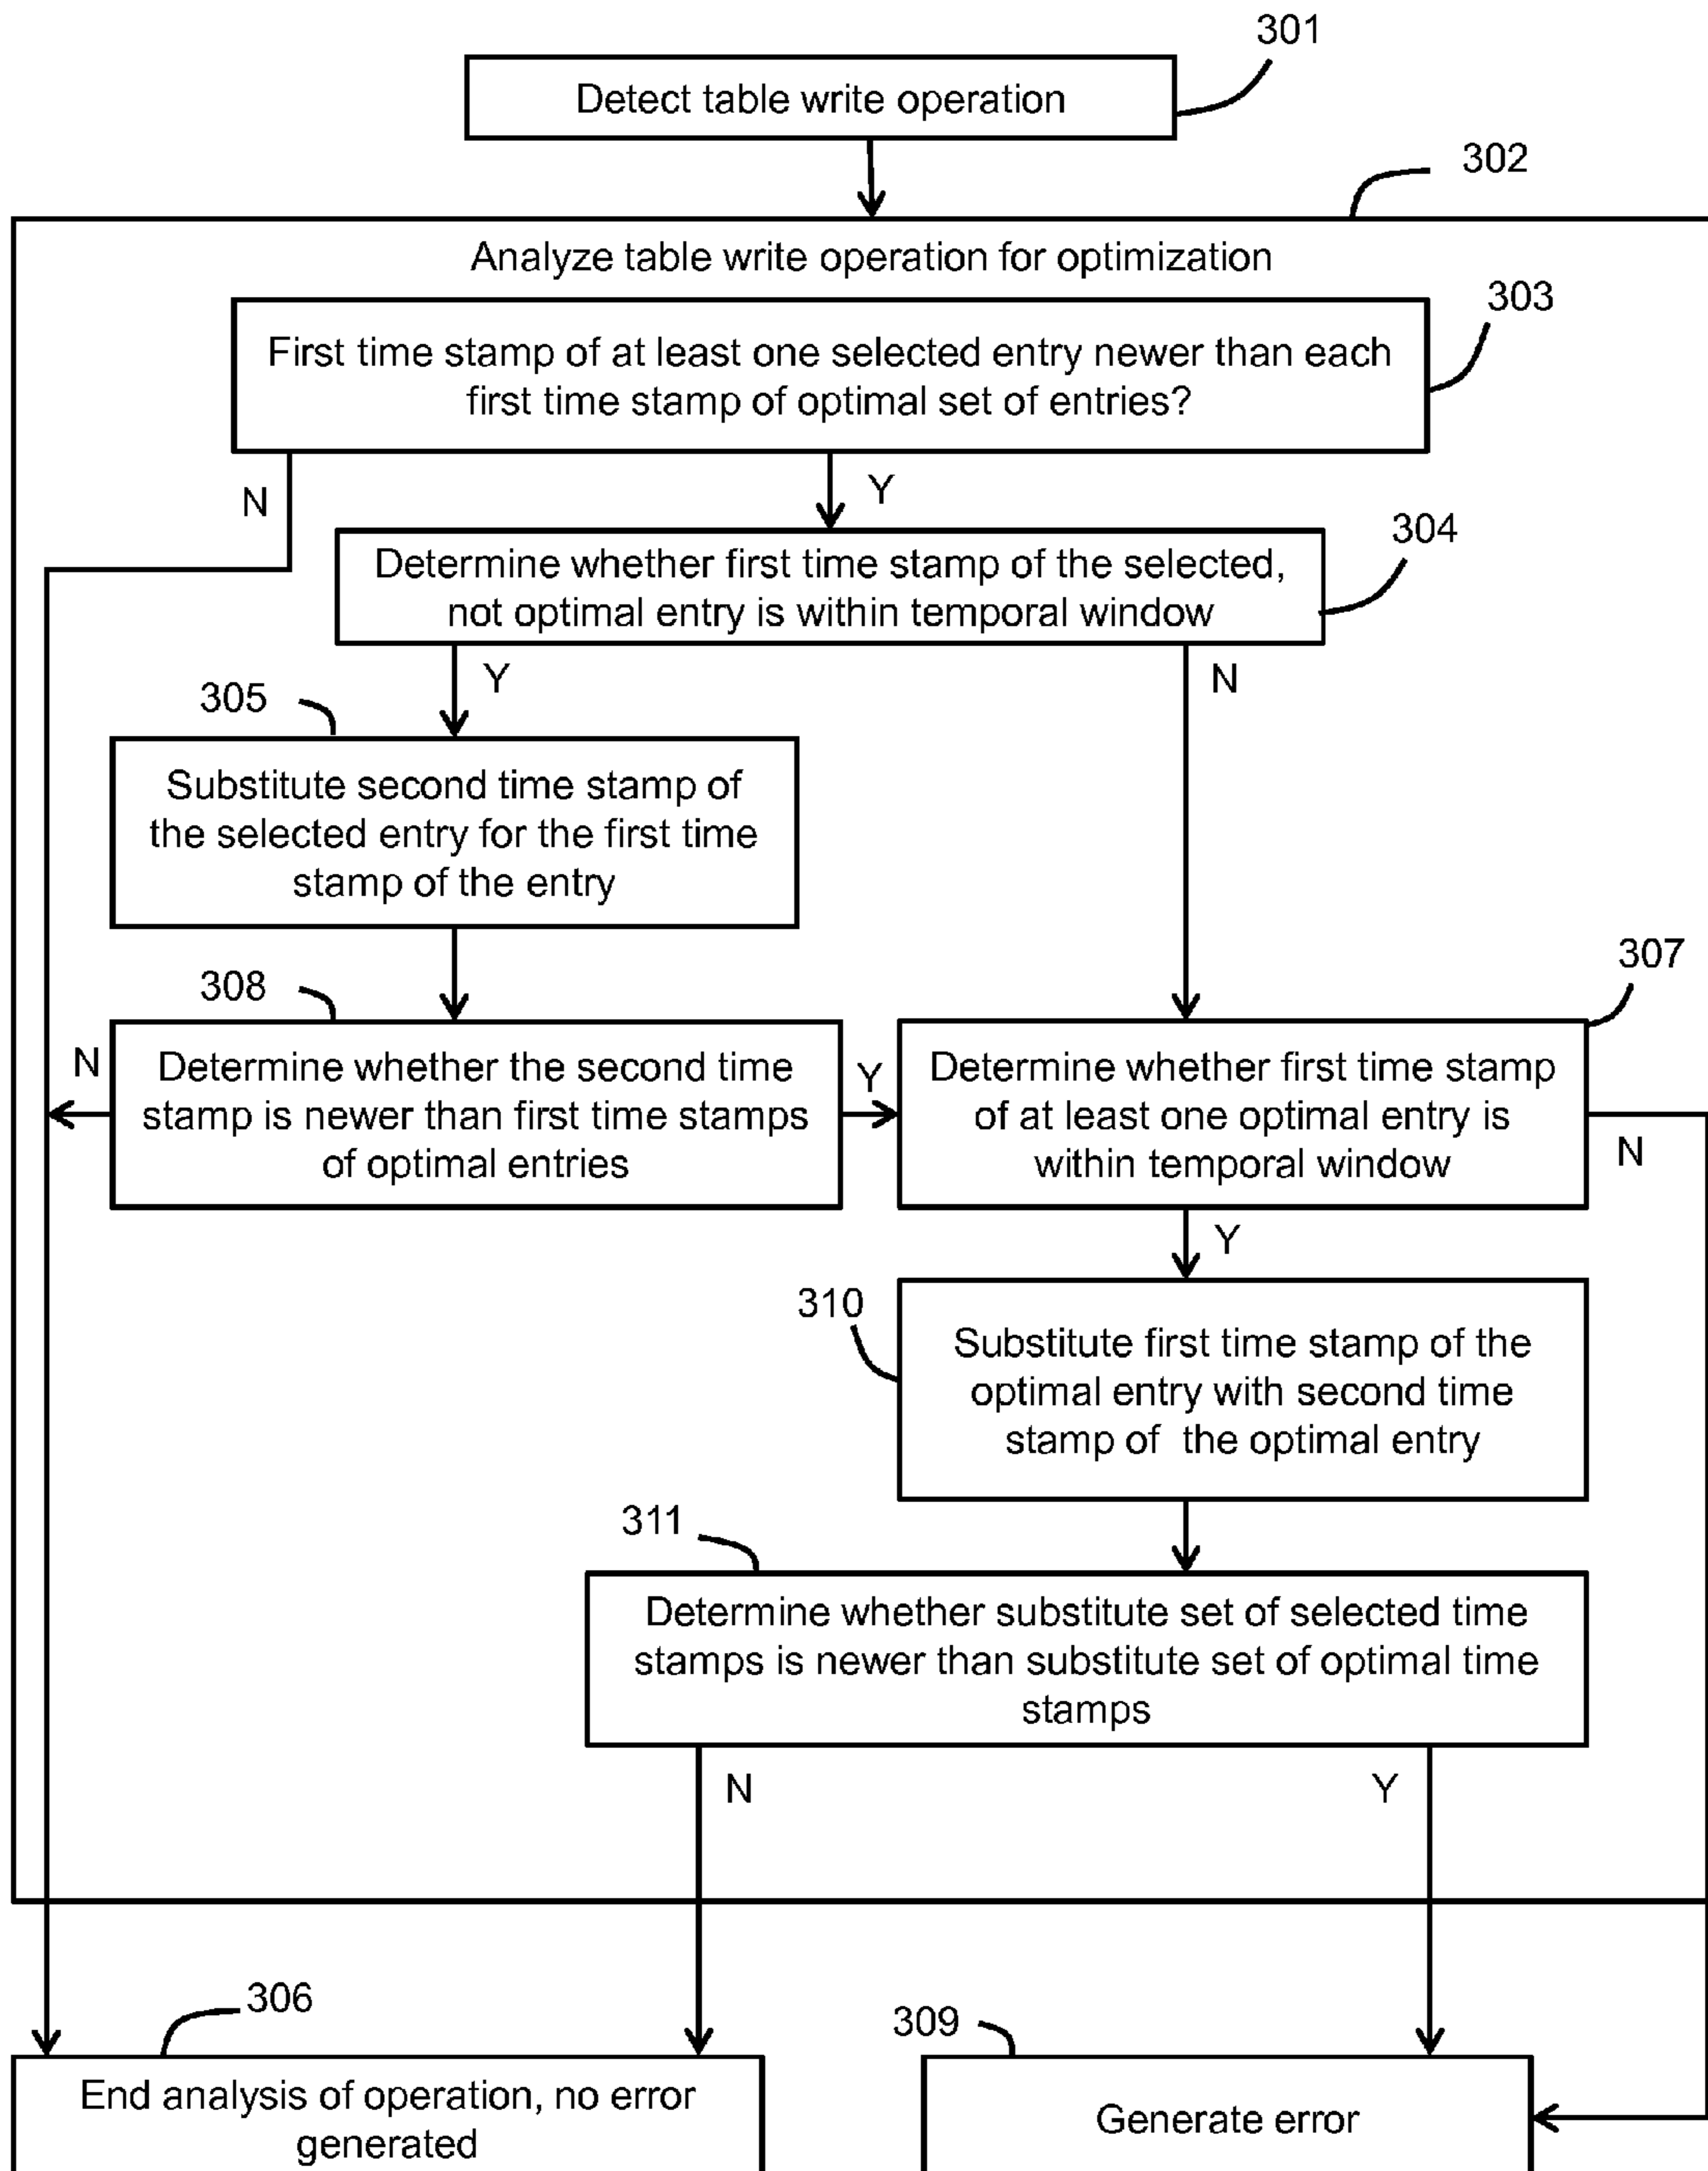 301
Detect table write operation
302
Analyze table write operation for optimization
303
First time stamp of at least one selected entry newer than each
first time stamp of optimal set of entries?
N
Y
304
Determine whether first time stamp of the selected,
not optimal entry is within temporal window
Y
N
305
Substitute second time stamp of
the selected entry for the first time
stamp of the entry
307
308
N
Determine whether the second time
stamp is newer than first time stamps
of optimal entries
Y
Determine whether first time stamp
of at least one optimal entry is
within temporal window
N
Y
310
Substitute first time stamp of the
optimal entry with second time
stamp of the optimal entry
311
Determine whether substitute set of selected time
stamps is newer than substitute set of optimal time
stamps
N
Y
306
309
End analysis of operation, no error
generated
Generate error